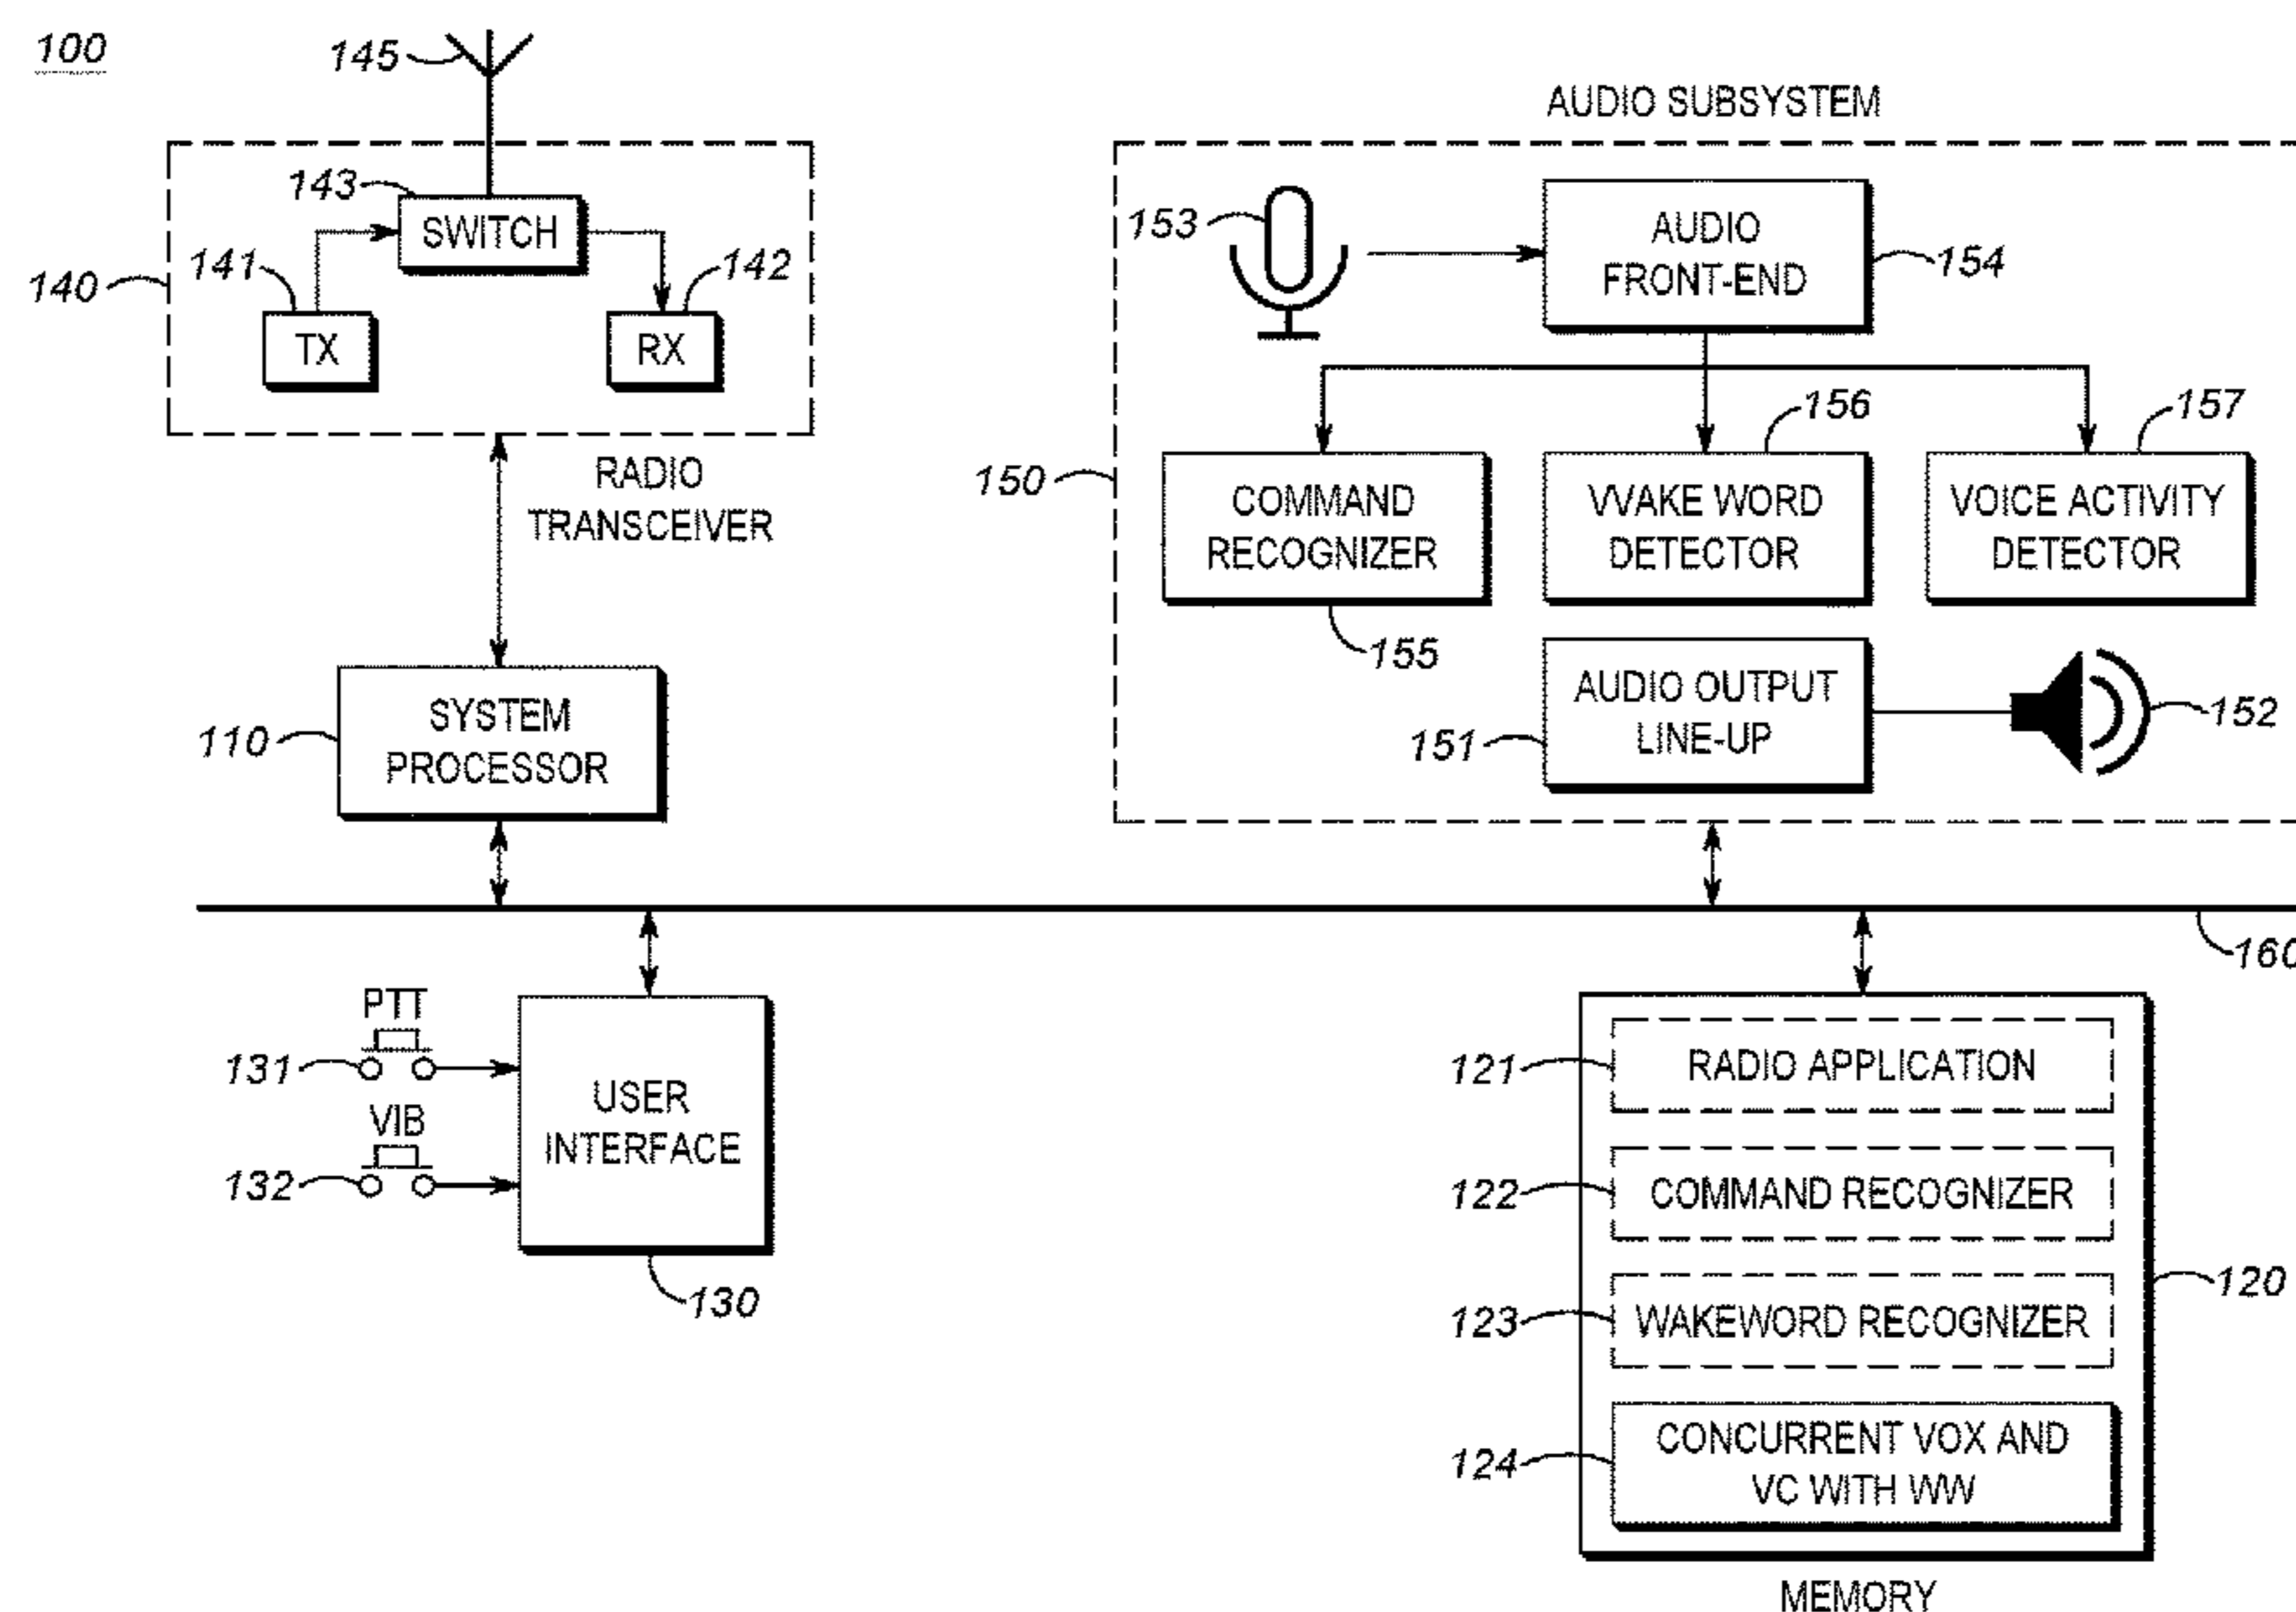 100
145
143
SWITCH
141
142
140
TX
RX
RADIO
TRANSCEIVER
110
SYSTEM
PROCESSOR
AUDIO SUBSYSTEM
153
AUDIO
FRONT-END
154
156
157
150
COMMAND
RECOGNIZER
WAKE WORD
DETECTOR
VOICE ACTIVITY
DETECTOR
155
AUDIO OUTPUT
LINE-UP
151
152
160
PTT
131
VIB
132
USER
INTERFACE
130
121
RADIO APPLICATION
122
COMMAND RECOGNIZER
123
WAKEWORD RECOGNIZER
120
124
CONCURRENT VOX AND
VC WITH WW
MEMORY